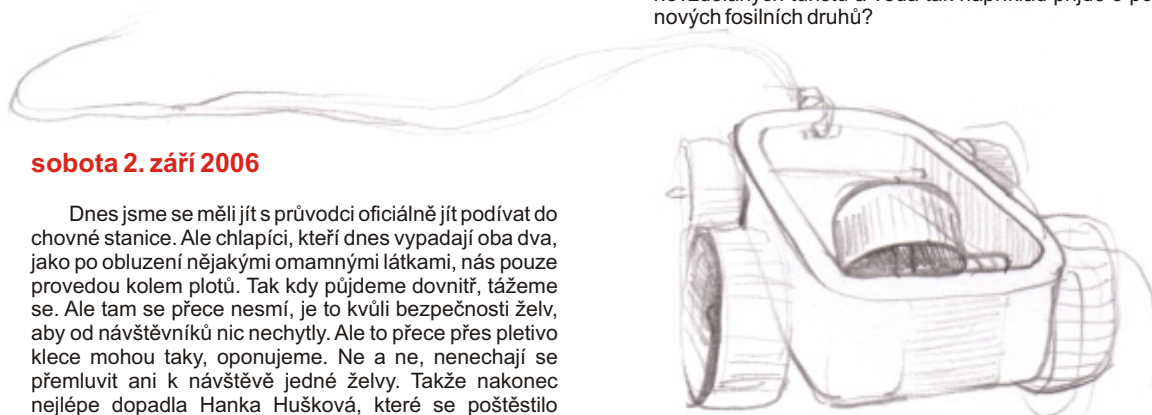 nových fosilních druhů?
sobota 2. září 2006
Dnes jsme se měli jít s průvodci oficiálně jít podívat do
chovné stanice. Ale chlapíci, kteří dnes vypadají oba dva,
jako po obluzení nějakými omamnými látkami, nás pouze
provedou kolem plotů. Tak kdy půjdeme dovnitř, tážeme
se. Ale tam se přece nesmí, je to kvůli bezpečnosti želv,
aby od návštěvníků nic nechytly. Ale to přece přes pletivo
klece mohou taky, oponujeme. Ne a ne, nenechají se
přemluvit ani k návštěvě jedné želvy. Takže nakonec
nejlépe dopadla Hanka Hušková, které se poštěstilo